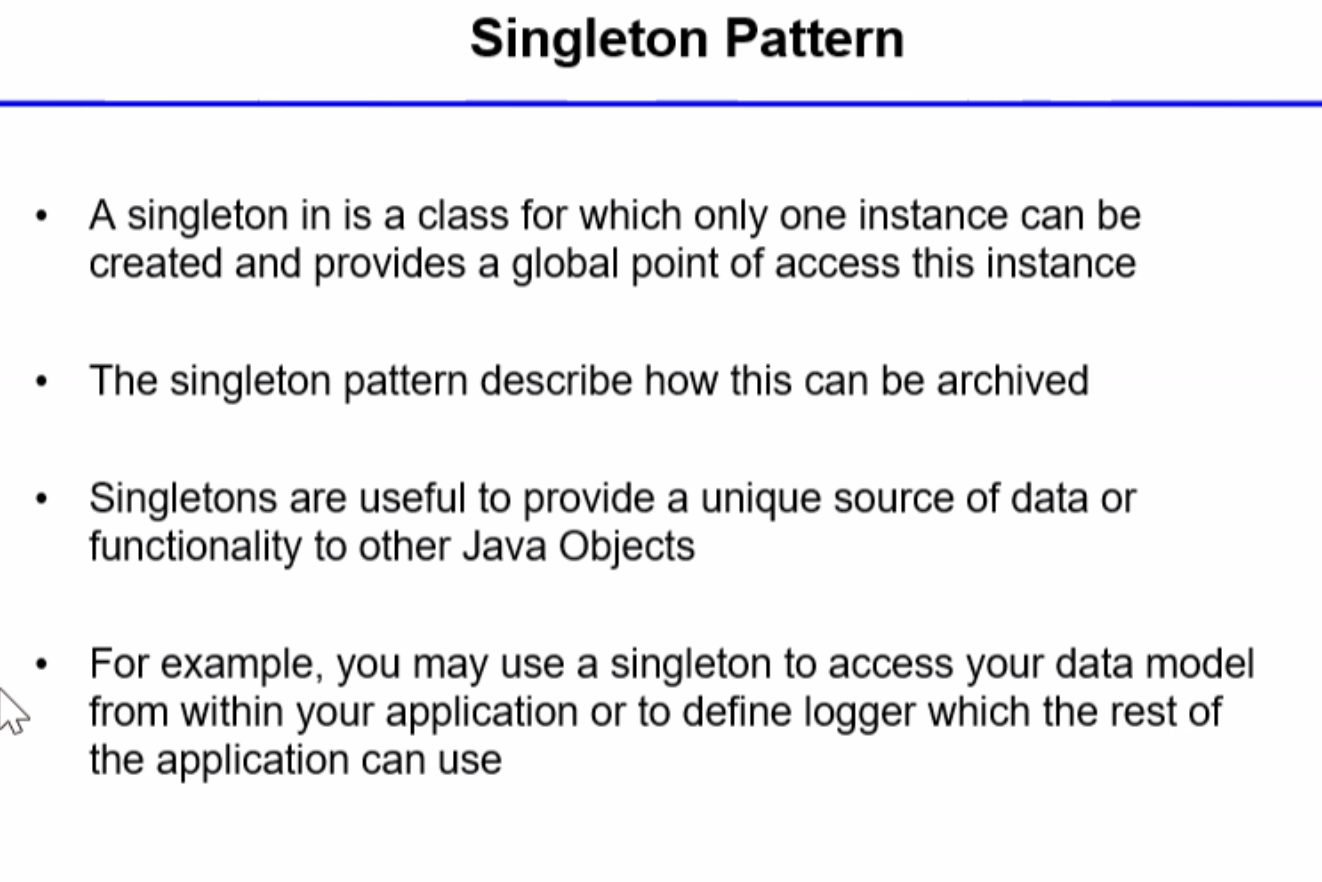 Singleton Pattern
• A singleton in is a class for which only one instance can be
created and provides a global point of access this instance
• The singleton pattern describe how this can be archived
• Singletons are useful to provide a unique source of data or
functionality to other Java Objects
• For example, you may use a singleton to access your data model
from within your application or to define logger which the rest of
the application can use